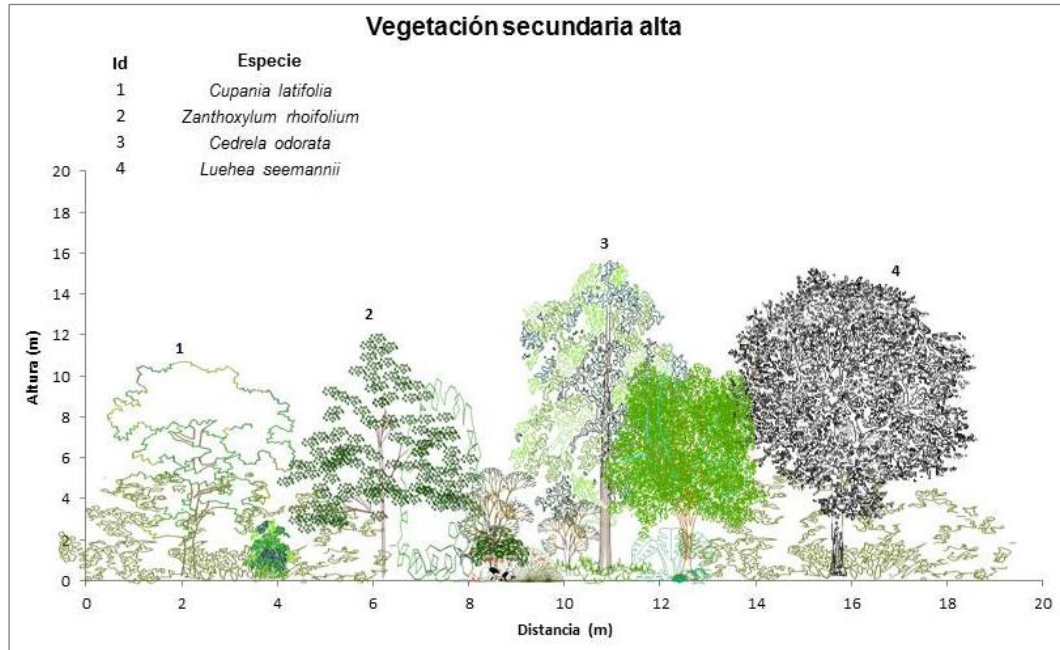 Vegetación secundaria alta
Id Especie
1 Cupania latifolia
2 Zanthoxylum rhoifolium
3 Cedrela odorata
4 Luehea seemannii
20
18
16
14
12
10
8
6
4
2
0
Altura (m)
1
2
3
4
0 2 4 6 8 10 12 14 16 18 20
Distancia (m)